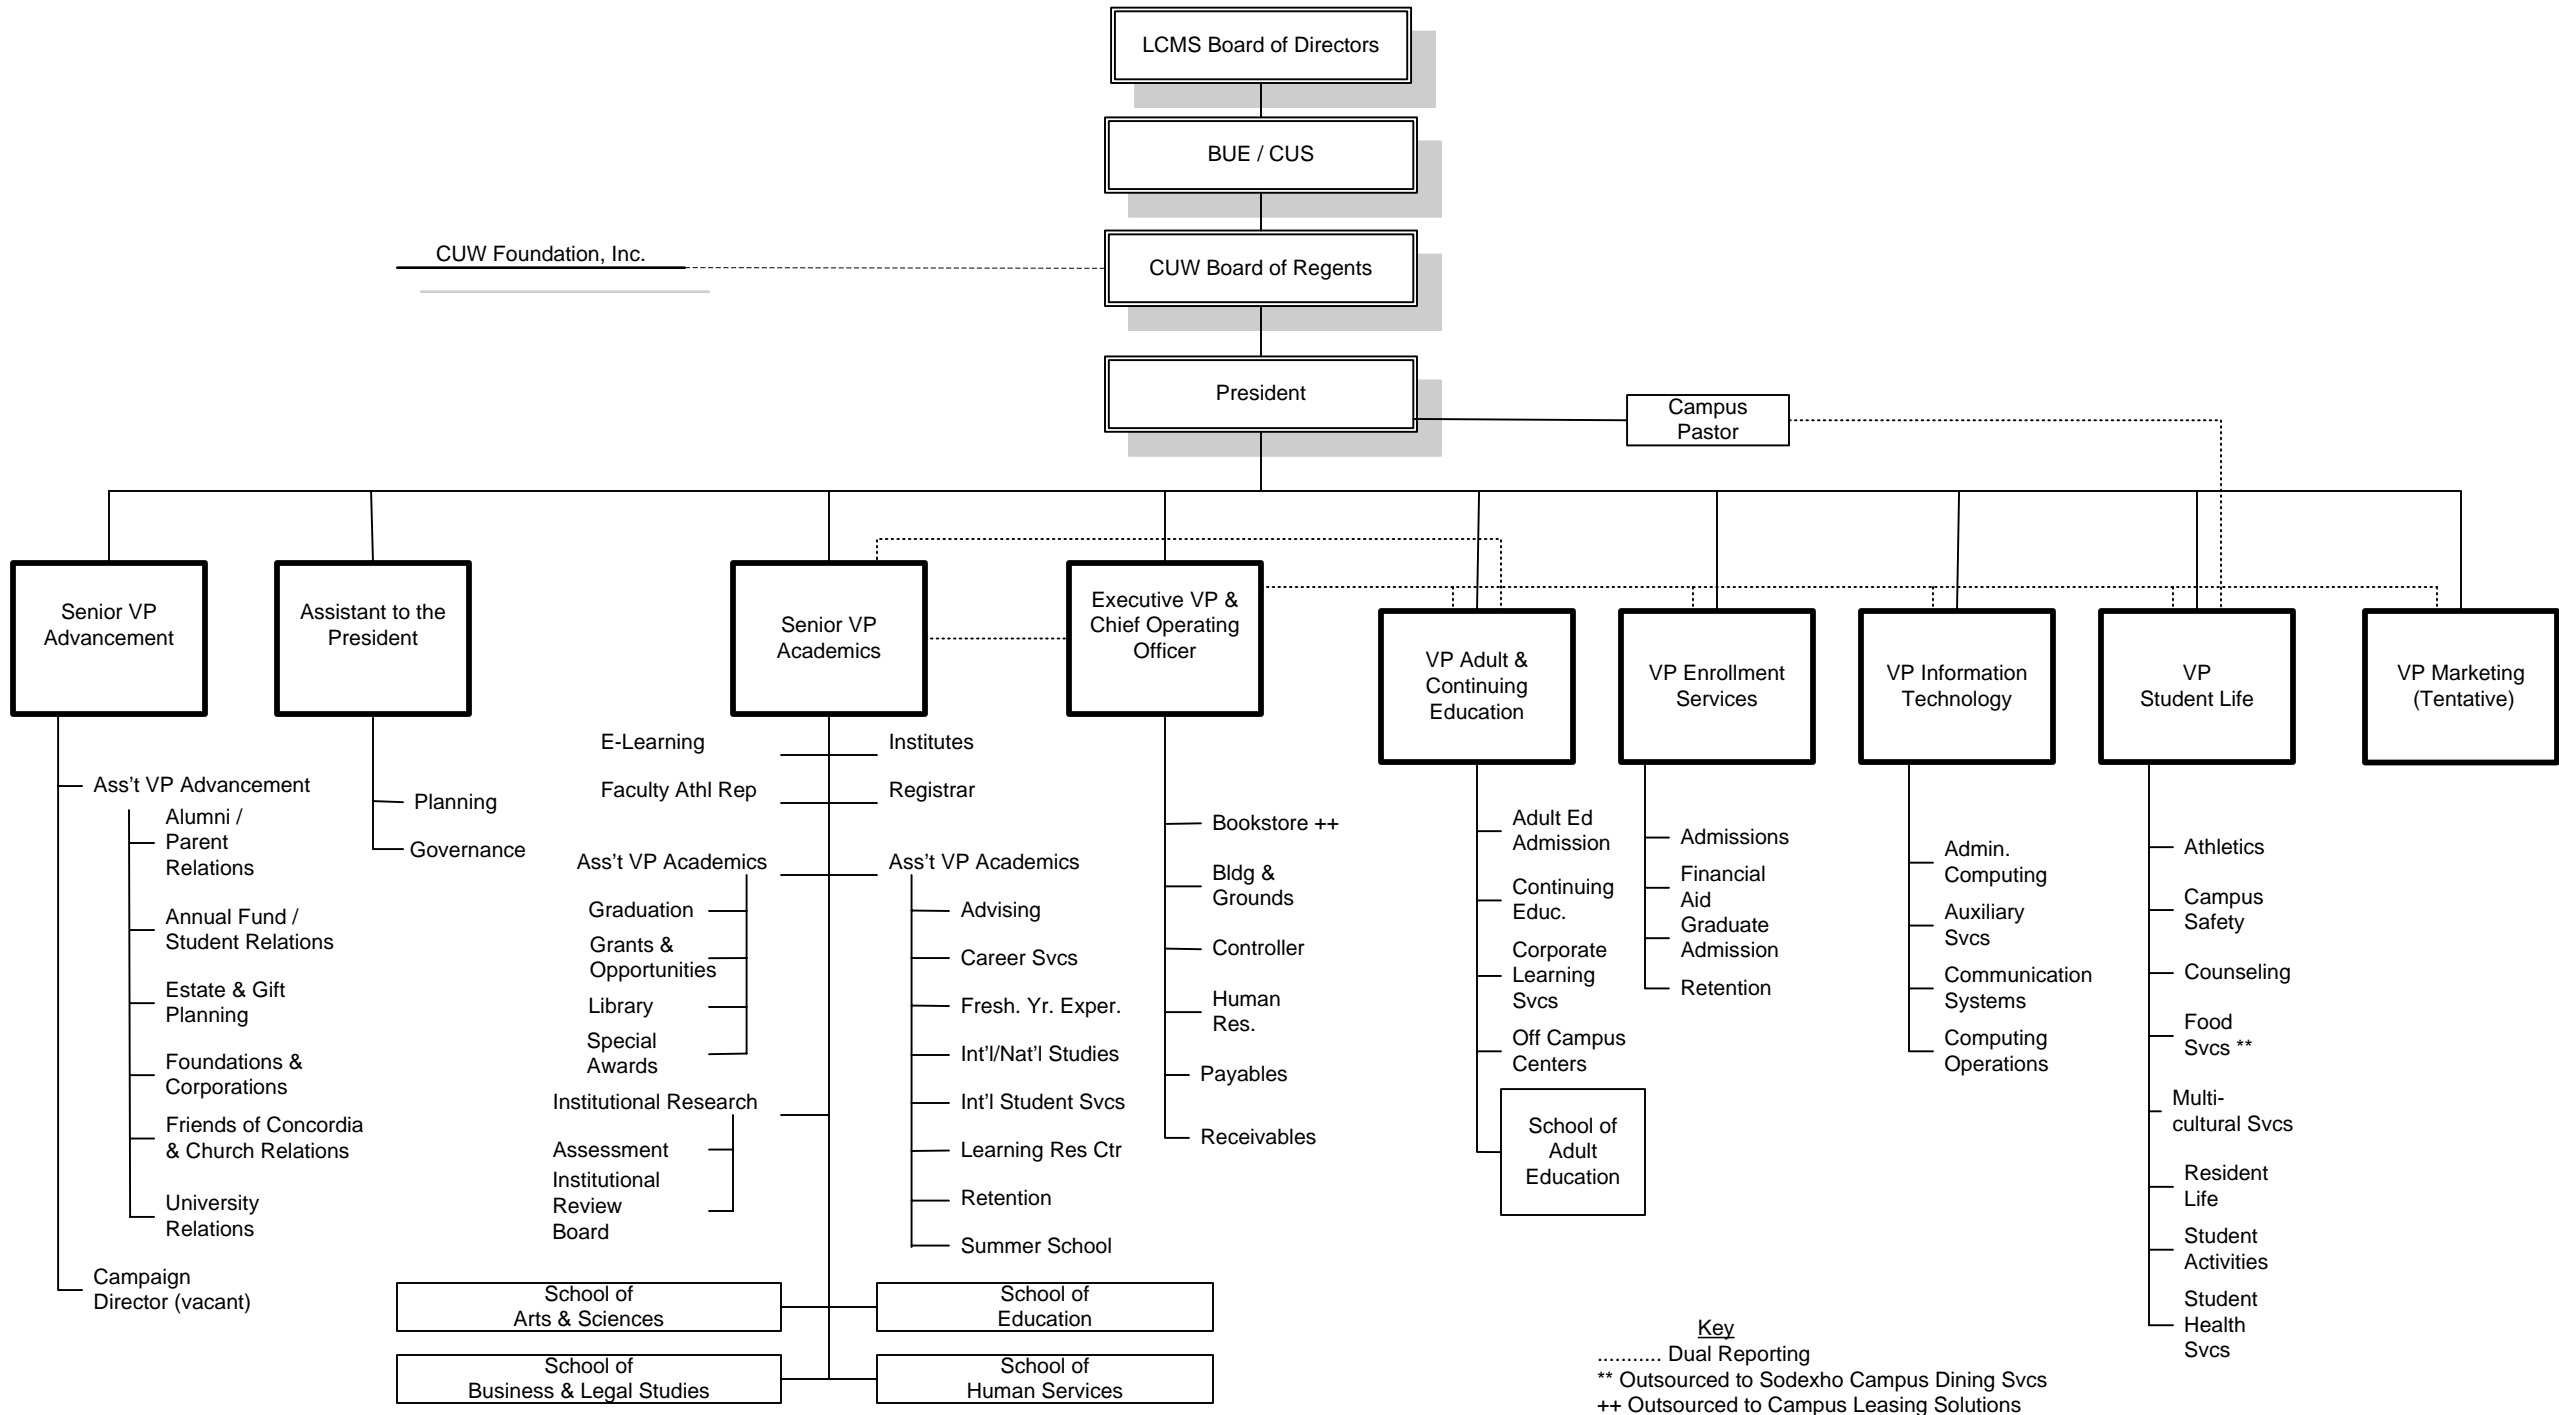 LCMS Board of Directors
BUE / CUS
CUW Foundation, Inc.
CUW Board of Regents
President
Campus
Pastor
Senior VP
Advancement
Assistant to the
President
Senior VP
Academics
Executive VP &
Chief Operating
Officer
VP Adult &
Continuing
Education
VP Enrollment
Services
VP Information
Technology
VP
Student Life
VP Marketing
(Tentative)
Ass't VP Advancement
Alumni /
Parent
Relations
Annual Fund /
Student Relations
Estate & Gift
Planning
Foundations &
Corporations
Friends of Concordia
& Church Relations
University
Relations
Campaign
Director (vacant)
Planning
Governance
E-Learning
Institutes
Faculty Athl Rep
Registrar
Ass't VP Academics
Graduation
Grants &
Opportunities
Library
Special
Awards
Institutional Research
Assessment
Institutional
Review
Board
Ass't VP Academics
Advising
Career Svcs
Fresh. Yr. Exper.
Int'l/Nat'l Studies
Int'l Student Svcs
Learning Res Ctr
Retention
Summer School
School of
Arts & Sciences
School of
Education
School of
Business & Legal Studies
School of
Human Services
Bookstore ++
Bldg &
Grounds
Controller
Human
Res.
Payables
Receivables
Adult Ed
Admission
Continuing
Educ.
Corporate
Learning
Svcs
Off Campus
Centers
School of
Adult
Education
Admissions
Financial
Aid
Graduate
Admission
Retention
Admin.
Computing
Auxiliary
Svcs
Communication
Systems
Computing
Operations
Athletics
Campus
Safety
Counseling
Food
Svcs **
Multi-
cultural Svcs
Resident
Life
Student
Activities
Student
Health
Svcs
Key
........... Dual Reporting
** Outsourced to Sodexho Campus Dining Svcs
++ Outsourced to Campus Leasing Solutions